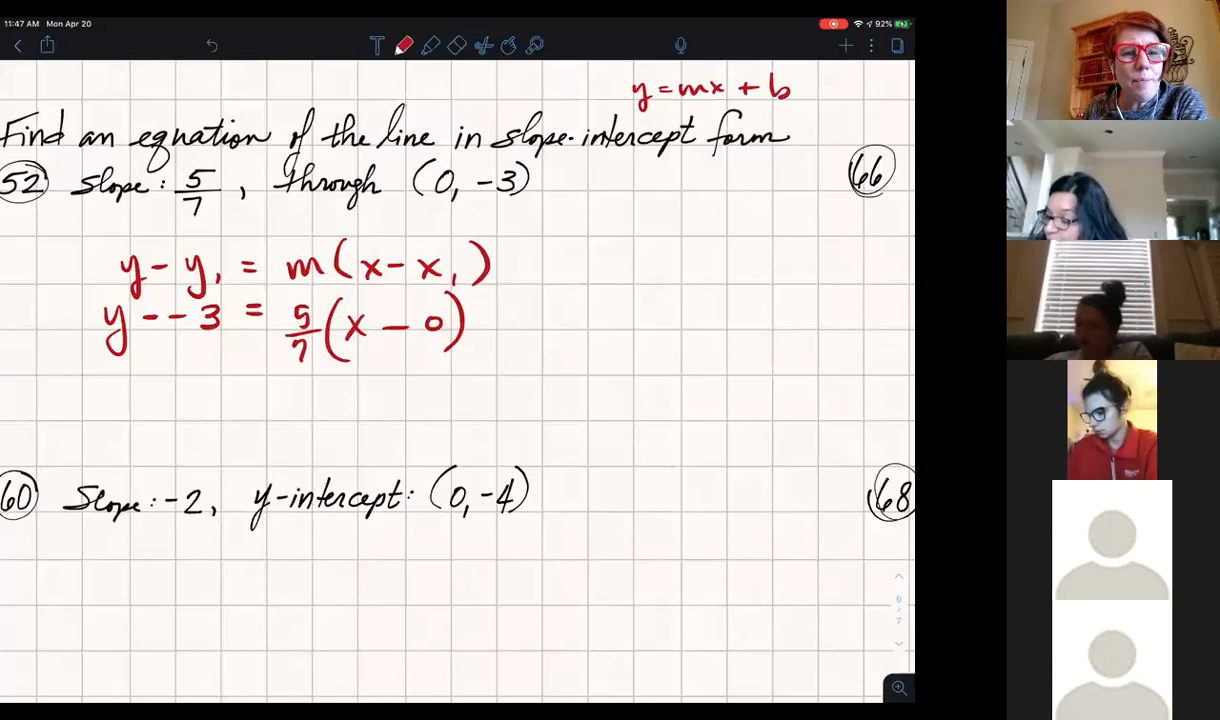 11:47 AM Mon Apr 20
92%
y = mx + b
Find an equation of the line in slope-intercept form
52 Slope: 5/7, through (0, -3)
66
y - y₁ = m(x - x₁)
y - - 3 = 5/7(x - 0)
60 Slope: -2, y-intercept: (0, -4)
68
6
/
7